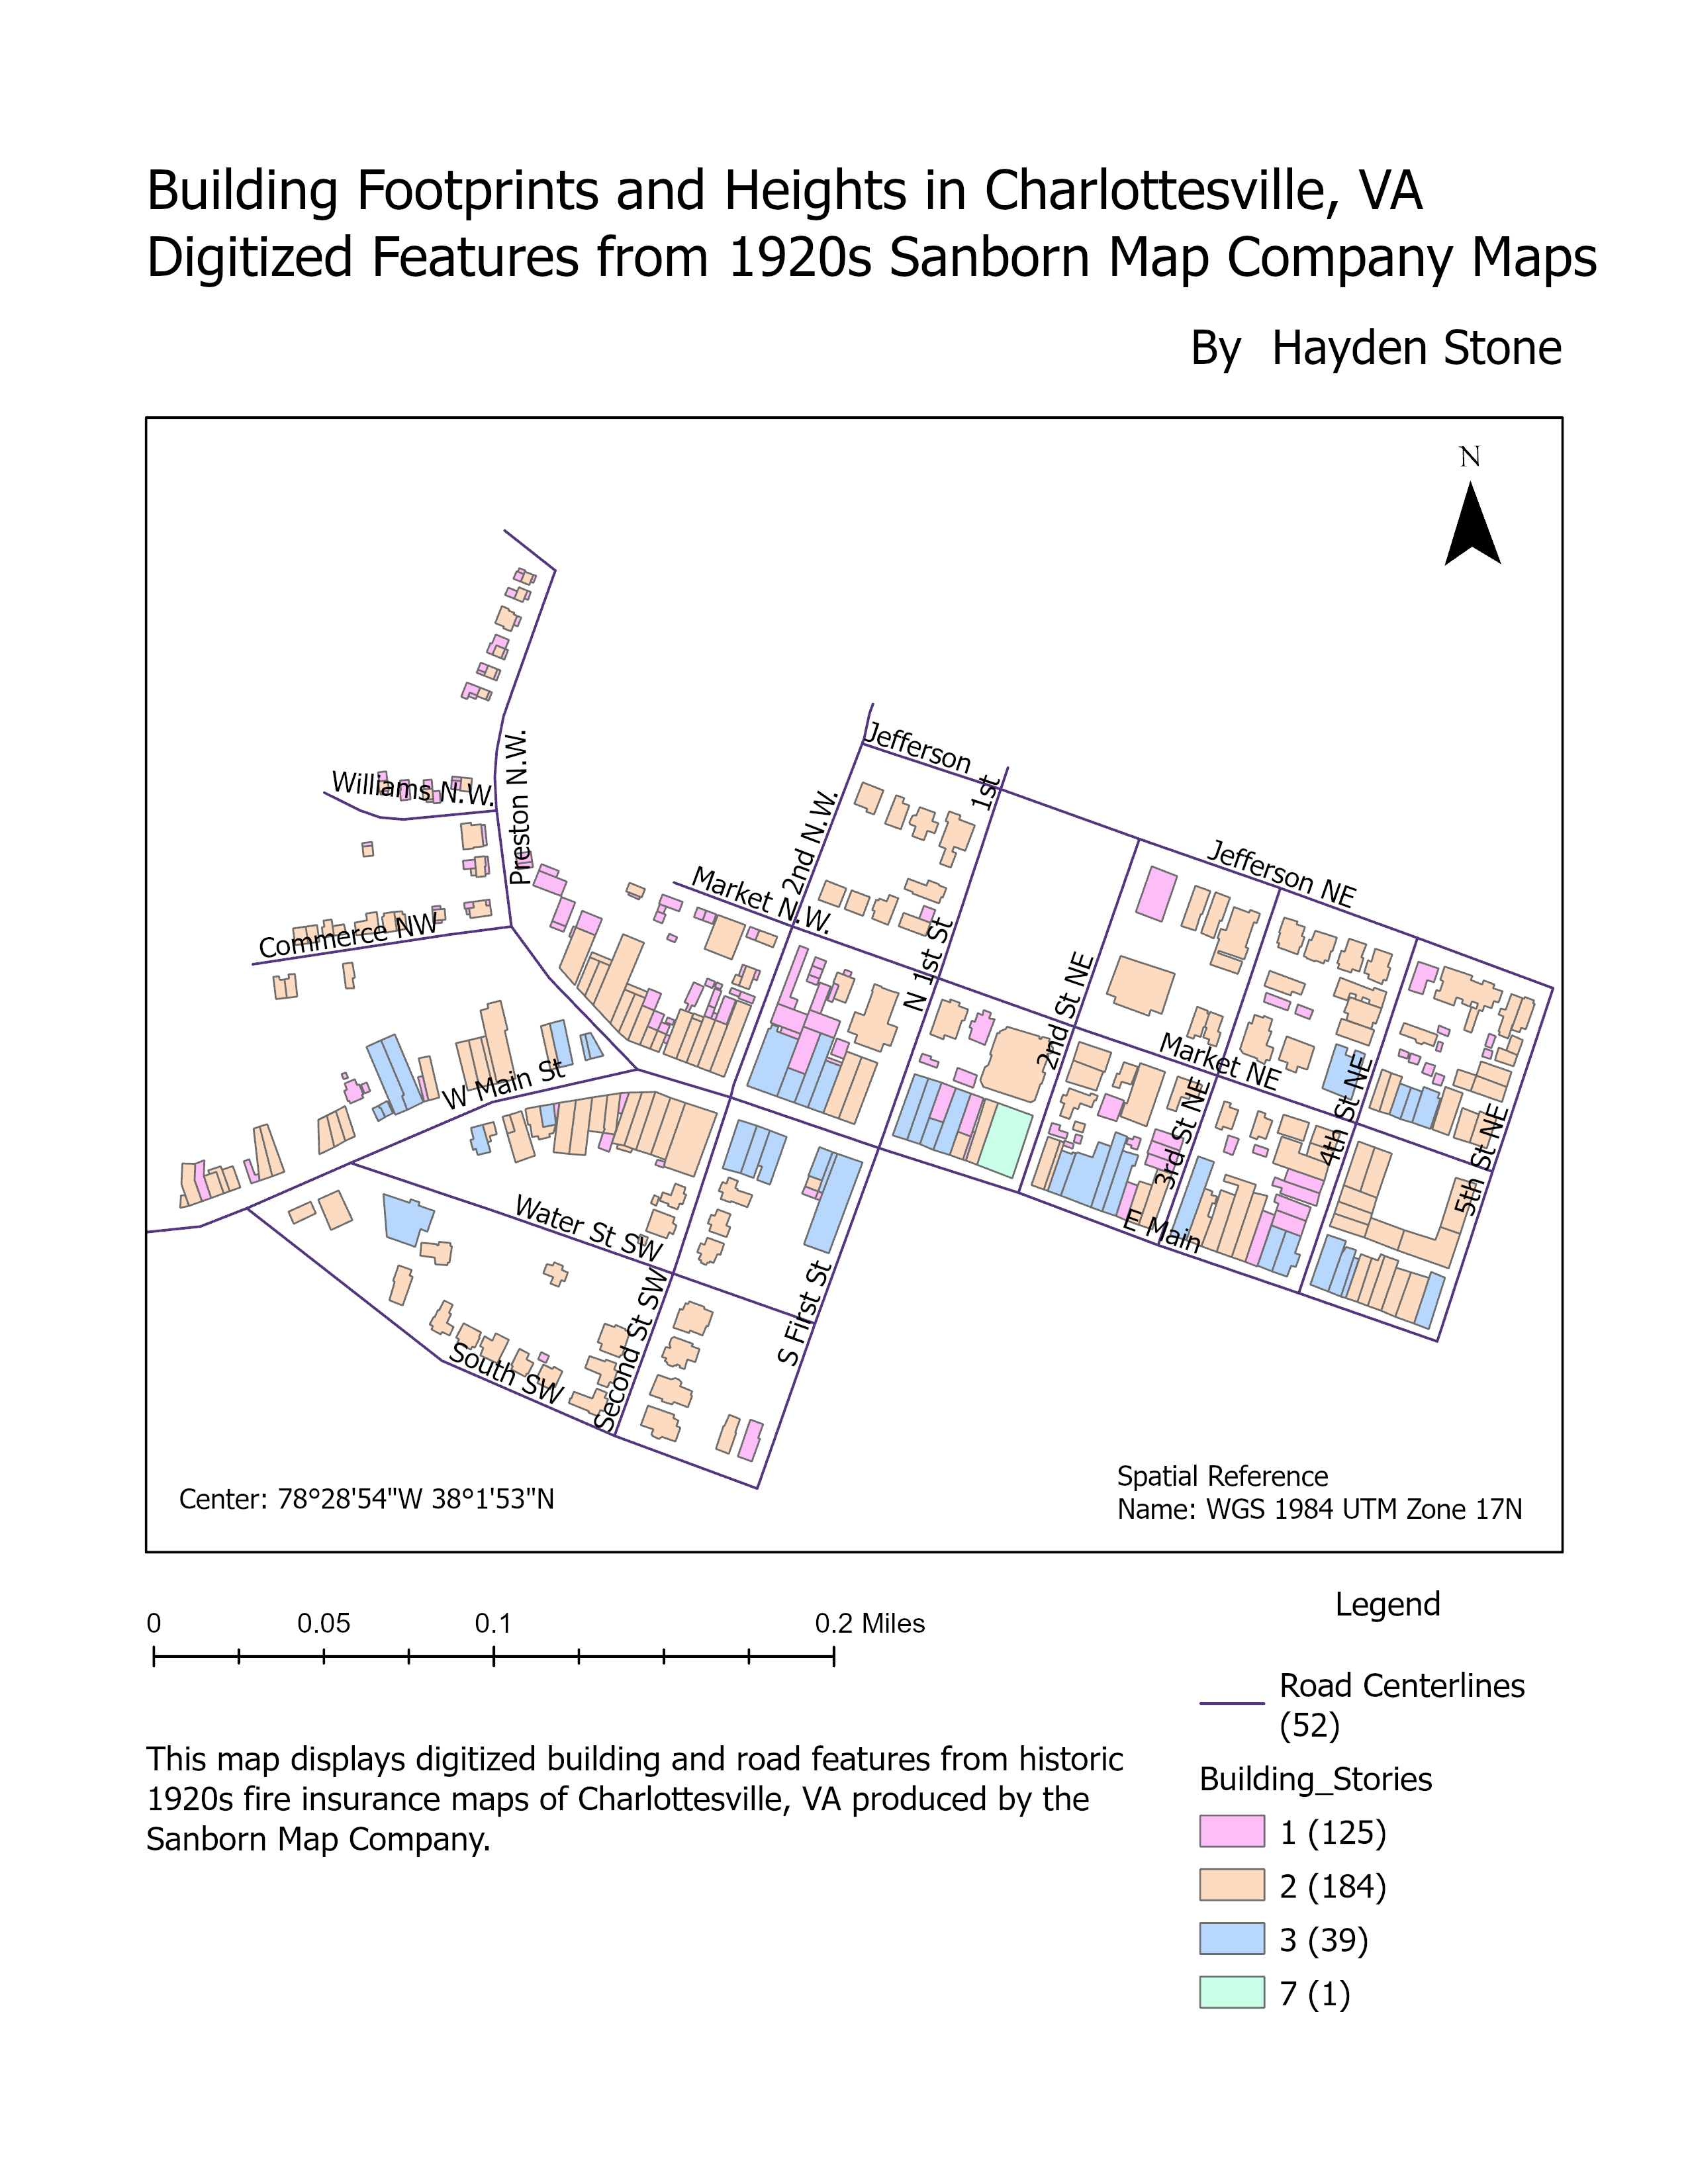 Building Footprints and Heights in Charlottesville, VA
Digitized Features from 1920s Sanborn Map Company Maps
By  Hayden Stone
N
Jefferson
1st
Preston N.W.
Williams N.W.
2nd N.W.
Jefferson NE
Market N.W.
Commerce NW
N 1st St
2nd St NE
Market NE
W Main St
3rd St NE
4th St NE
5th St NE
E Main
Water St SW
Second St SW
S First St
South SW
Center: 78°28'54"W 38°1'53"N
Spatial Reference
Name: WGS 1984 UTM Zone 17N
0 0.05 0.1 0.2 Miles
Legend
Road Centerlines
(52)
Building_Stories
1 (125)
2 (184)
3 (39)
7 (1)
This map displays digitized building and road features from historic
1920s fire insurance maps of Charlottesville, VA produced by the
Sanborn Map Company.